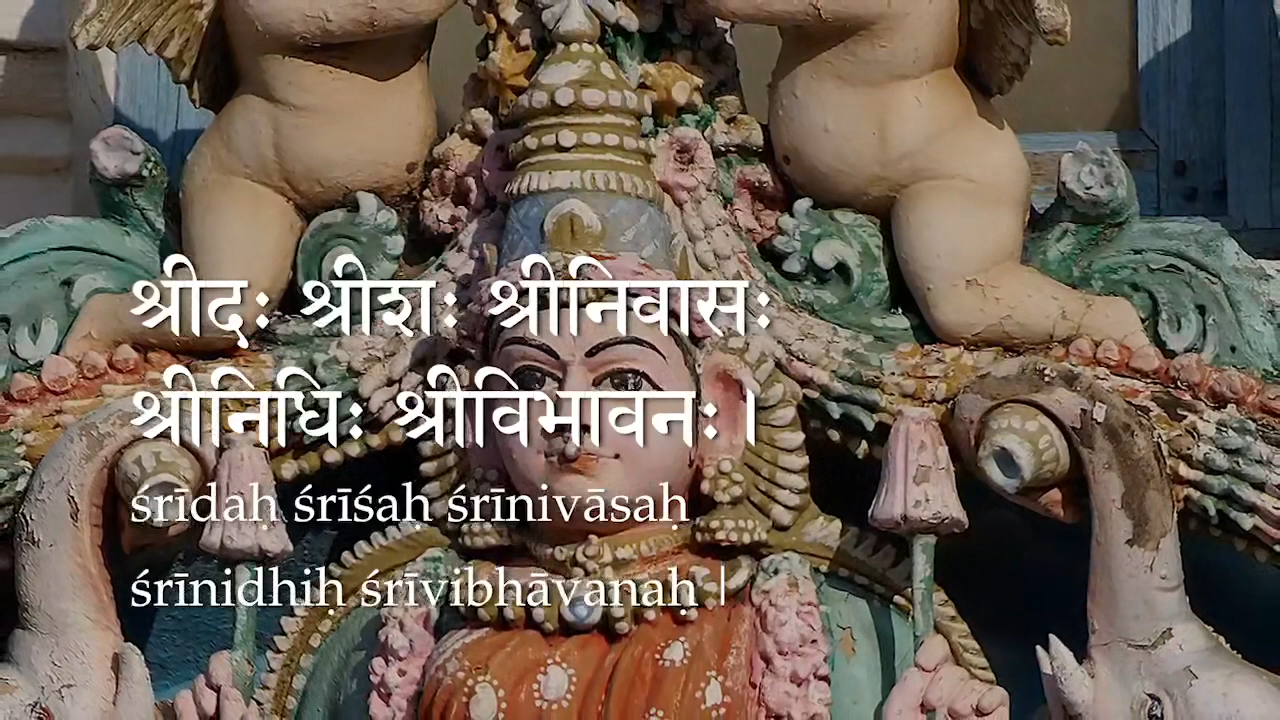 श्रीदः श्रीशः श्रीनिवासः
श्रीनिधिः श्रीविभावनः।
śrīdaḥ śrīśaḥ śrīnivāsaḥ
śrīnidhiḥ śrīvibhāvanaḥ |